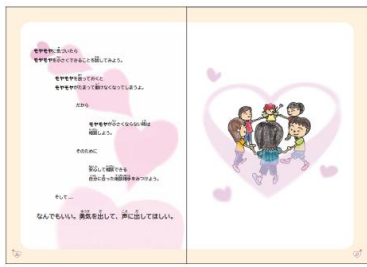 モヤモヤに気づいたら
モヤモヤを小さくできることを試してみよう。
モヤモヤを放っておくと
モヤモヤがたまって動けなくなってしまうよ。
だから
モヤモヤが小さくならない時は
相談しよう。
そのために
安心して相談できる
自分に合った相談相手をみつけよう。
そして…
なんでもいい。勇気を出して、声に出してほしい。